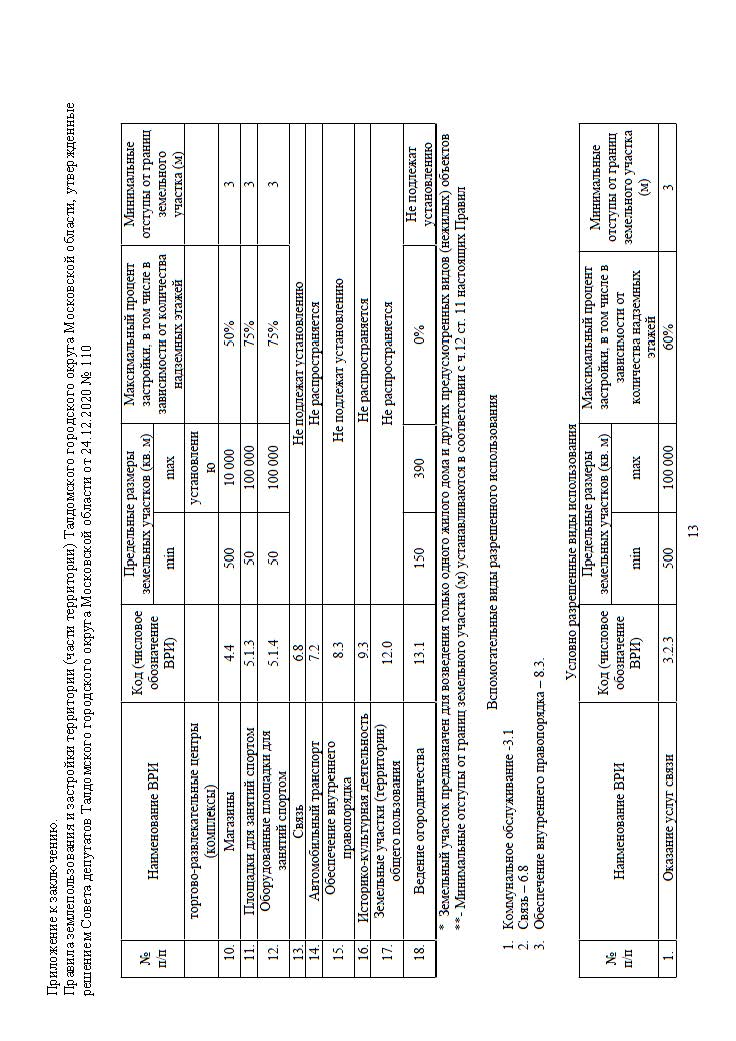 Приложение к заключению.
Правила землепользования и застройки территории (части территории) Талдомского городского округа Московской области, утвержденные
решением Совета депутатов Талдомского городского округа Московской области от 24.12.2020 № 110
№ п/п | Наименование ВРИ | Код (числовое обозначение ВРИ) | Предельные размеры земельных участков (кв. м) | Максимальный процент застройки, в том числе в зависимости от количества надземных этажей | Минимальные отступы от границ земельного участка (м)
min | max
торгово-развлекательные центры (комплексы) | установлени ю
10. | Магазины | 4.4 | 500 | 10 000 | 50% | 3
11. | Площадки для занятий спортом | 5.1.3 | 50 | 100 000 | 75% | 3
12. | Оборудованные площадки для занятий спортом | 5.1.4 | 50 | 100 000 | 75% | 3
13. | Связь | 6.8 | Не подлежат установлению
14. | Автомобильный транспорт | 7.2 | Не распространяется
15. | Обеспечение внутреннего правопорядка | 8.3 | Не подлежат установлению
16. | Историко-культурная деятельность | 9.3 | Не распространяется
17. | Земельные участки (территории) общего пользования | 12.0 | Не распространяется
18. | Ведение огородничества | 13.1 | 150 | 390 | 0% | Не подлежат установлению
* Земельный участок предназначен для возведения только одного жилого дома и других предусмотренных видов (нежилых) объектов
**- Минимальные отступы от границ земельного участка (м) устанавливаются в соответствии с ч.12 ст. 11 настоящих Правил
Вспомогательные виды разрешенного использования
1. Коммунальное обслуживание -3.1
2. Связь – 6.8
3. Обеспечение внутреннего правопорядка – 8.3.
Условно разрешенные виды использования
№ п/п | Наименование ВРИ | Код (числовое обозначение ВРИ) | Предельные размеры земельных участков (кв. м) | Максимальный процент застройки, в том числе в зависимости от количества надземных этажей | Минимальные отступы от границ земельного участка (м)
min | max
1. | Оказание услуг связи | 3.2.3 | 500 | 100 000 | 60% | 3
13